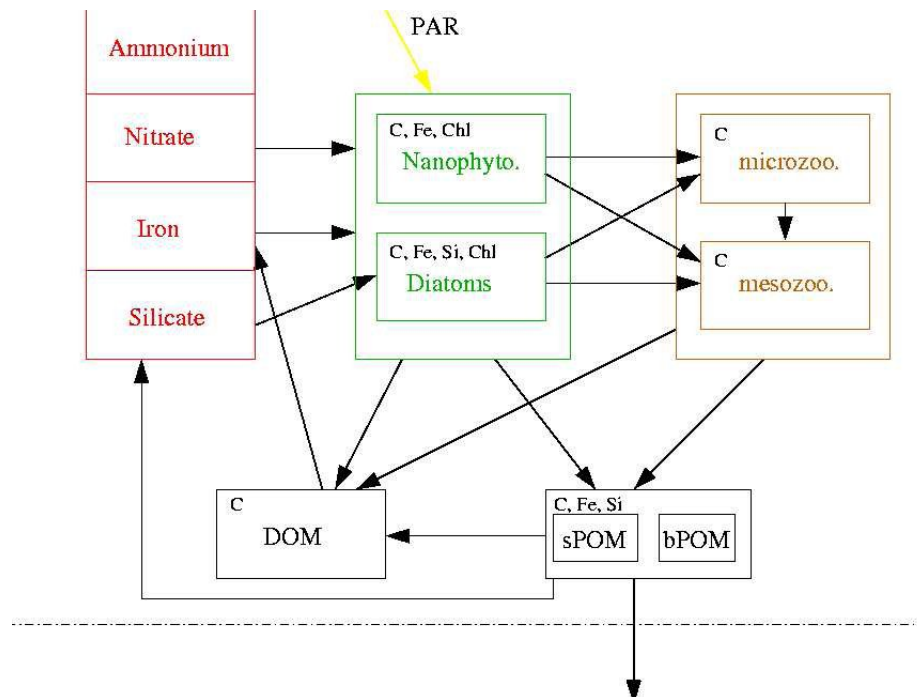 PAR
Ammonium
Nitrate
Iron
Silicate
C, Fe, Chl
Nanophyto.
C, Fe, Si, Chl
Diatoms
C
microzoo.
C
mesozoo.
C
DOM
C, Fe, Si
sPOM
bPOM